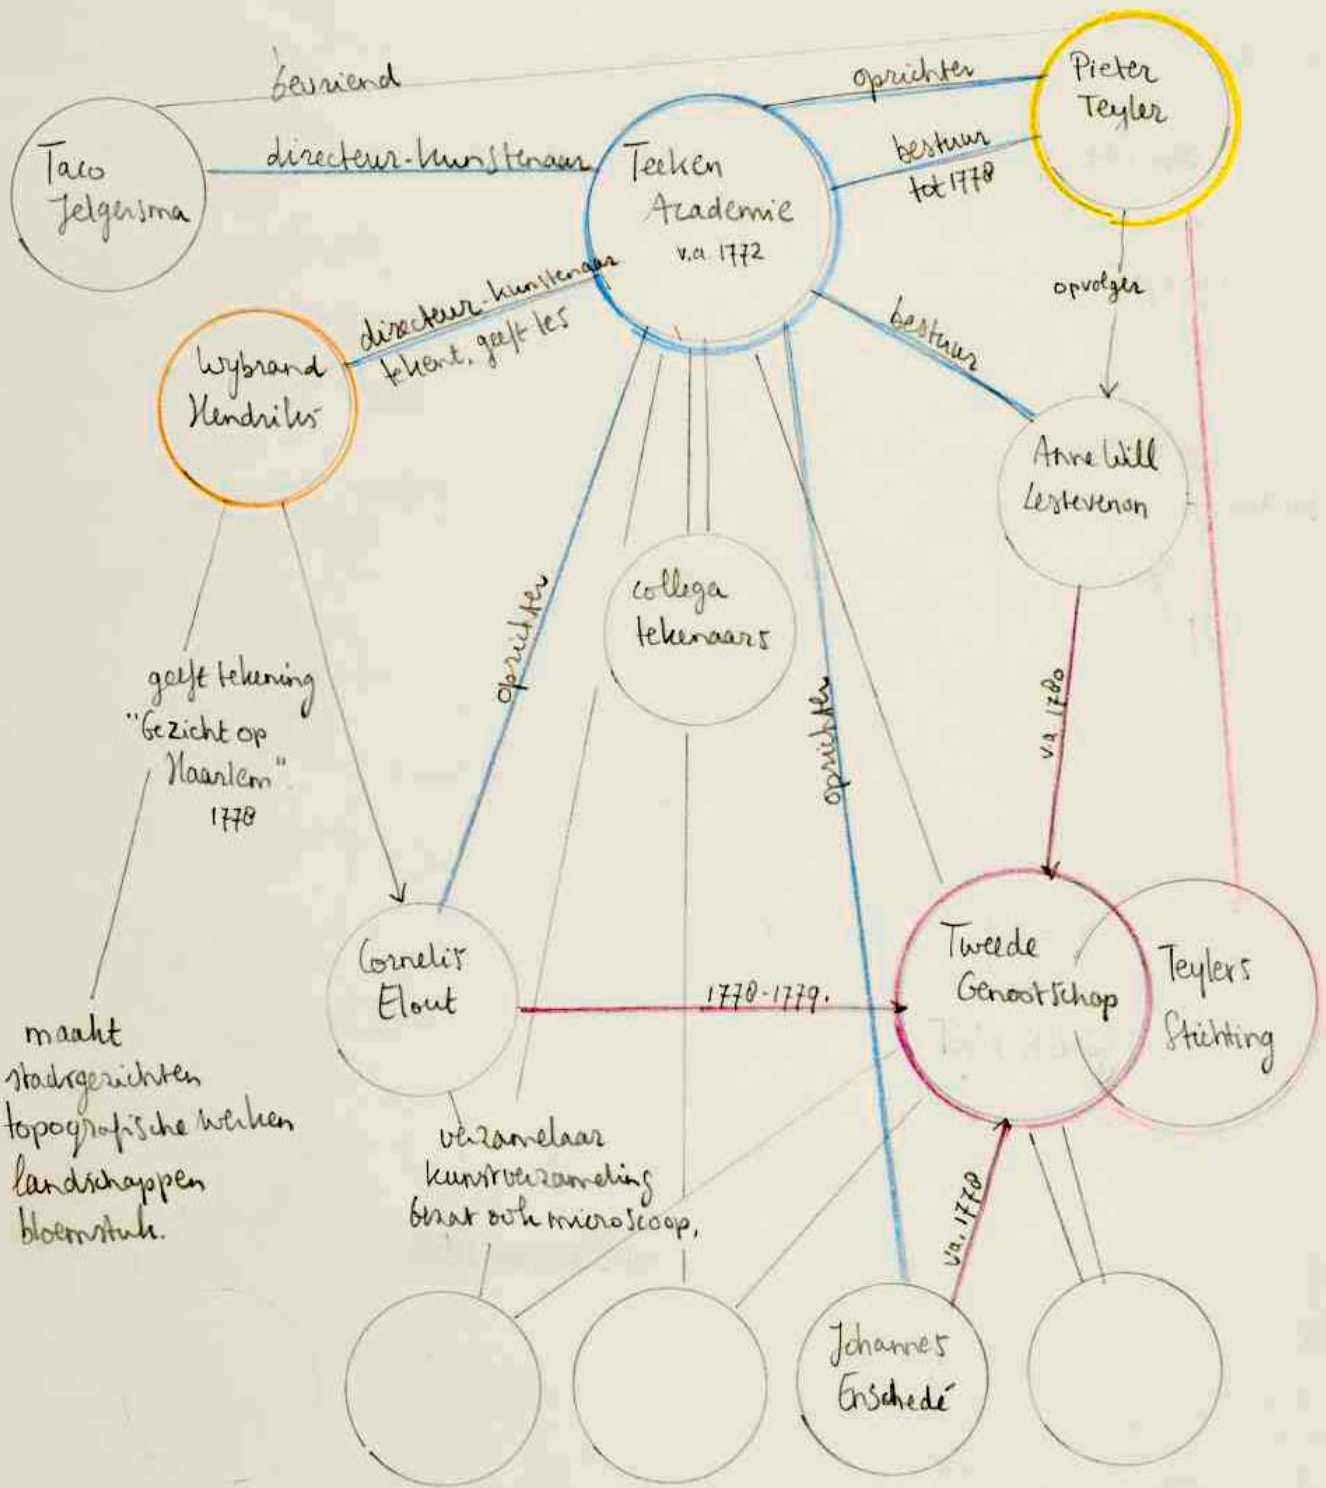 bevriend
oprichter
Pieter
Teyler
Taco
Jelgersma
directeur-kunstenaar
Teeken
Academie
v.a. 1772
bestuur
tot 1778
opvolger
directeur-kunstenaar
tekent, geeft les
Wybrand
Hendriks
bestuur
Anne Will
Lestevenon
oprichter
collega
tekenaars
oprichter
v.a. 1780
geeft tekening
"Gezicht op
Haarlem"
1778
Cornelis
Elout
1778-1779.
Tweede
Genootschap
Teylers
Stichting
maakt
stadsgezichten
topografische werken
landschappen
bloemstuk.
verzamelaar
kunstverzameling
bezat ook microscoop,
v.a. 1778
Johannes
Enschedé